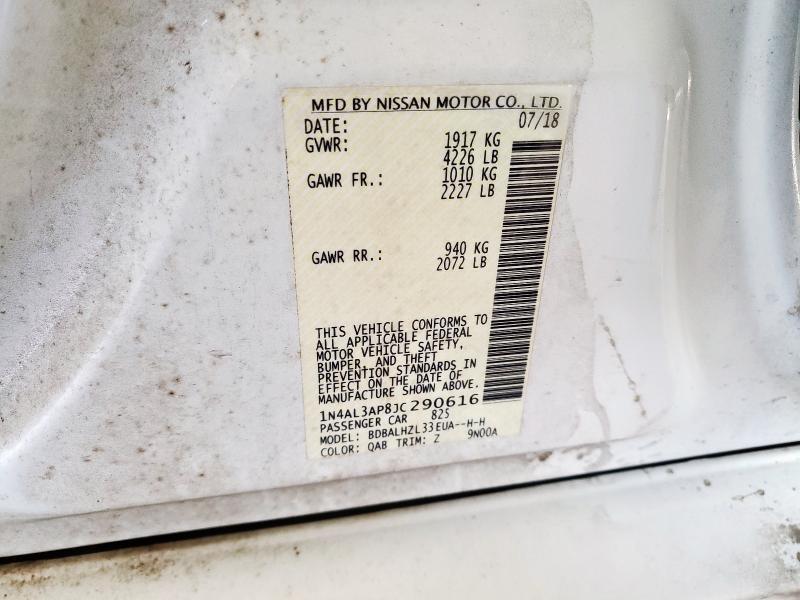 MFD BY NISSAN MOTOR CO., LTD.
DATE: 07/18
GVWR: 1917 KG
4226 LB
GAWR FR.: 1010 KG
2227 LB
GAWR RR.: 940 KG
2072 LB
THIS VEHICLE CONFORMS TO
ALL APPLICABLE FEDERAL
MOTOR VEHICLE SAFETY,
BUMPER, AND THEFT
PREVENTION STANDARDS IN
EFFECT ON THE DATE OF
MANUFACTURE SHOWN ABOVE.
1N4AL3AP8JC290616
PASSENGER CAR 825
MODEL: BDBALHZL33EUA--H-H
COLOR: QAB TRIM: Z 9N00A